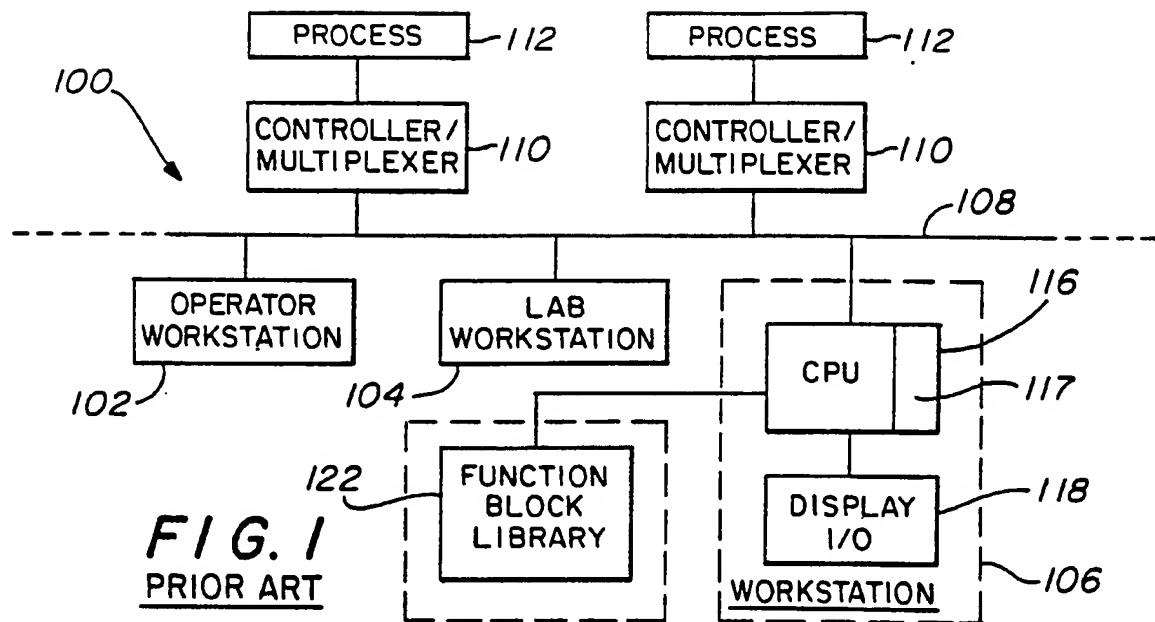 PROCESS
112
PROCESS
112
100
CONTROLLER/
MULTIPLEXER
110
CONTROLLER/
MULTIPLEXER
110
108
OPERATOR
WORKSTATION
102
LAB
WORKSTATION
104
116
CPU
117
122
FUNCTION
BLOCK
LIBRARY
DISPLAY
I/O
118
FIG. 1
PRIOR ART
WORKSTATION
106